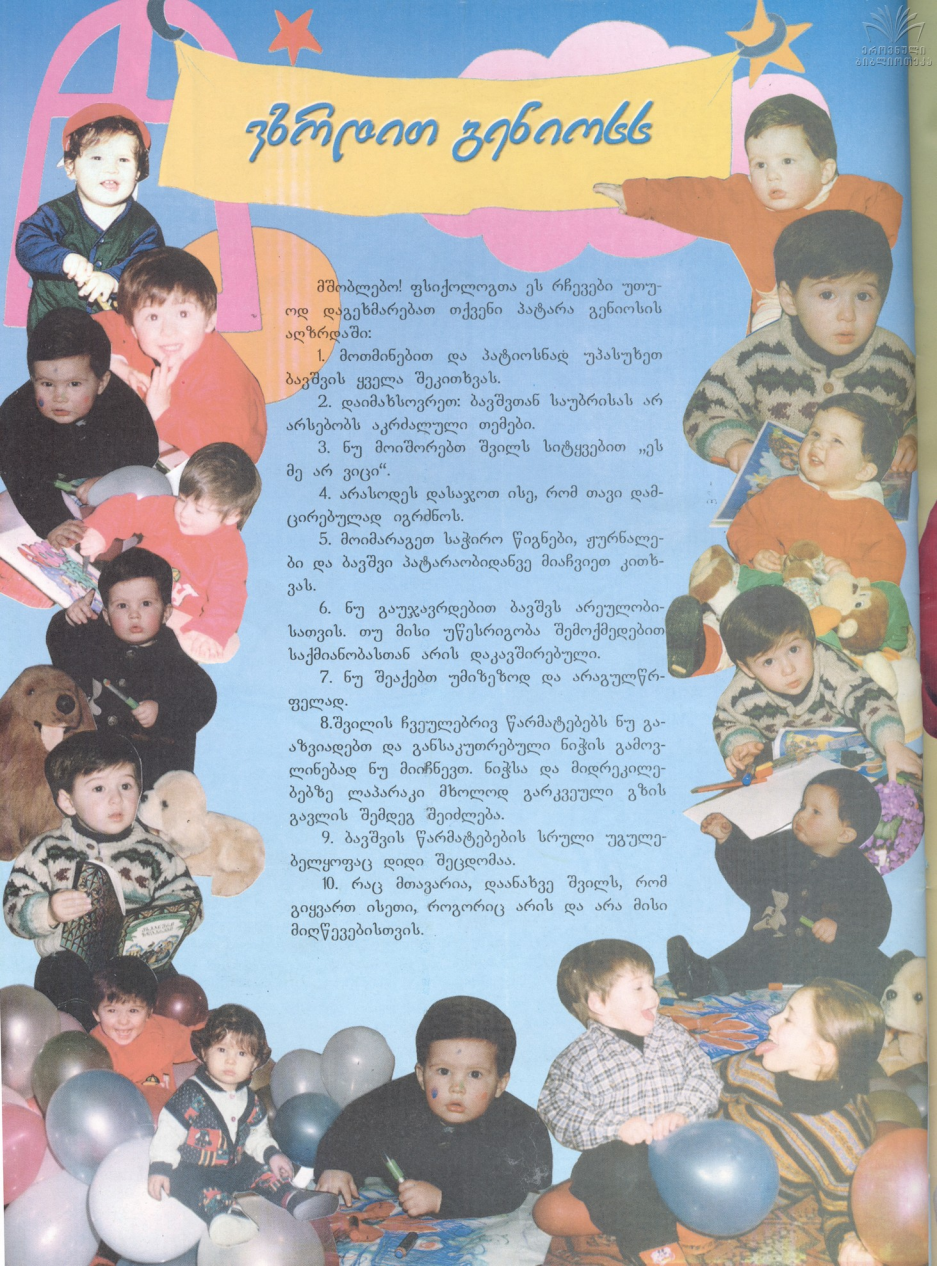 ეროვნული
ბიბლიოთეკა
ვზრდით გენიოსს
მშობლებო! ფსიქოლოგთა ეს რჩევები უთუ-
ოდ დაგეხმარებათ თქვენი პატარა გენიოსის
აღზრდაში:
1. მოთმინებით და პატიოსნად უპასუხეთ
ბავშვის ყველა შეკითხვას.
2. დაიმახსოვრეთ: ბავშვთან საუბრისას არ
არსებობს აკრძალული თემები.
3. ნუ მოიშორებთ შვილს სიტყვებით „ეს
მე არ ვიცი“.
4. არასოდეს დასაჯოთ ისე, რომ თავი დამ-
ცირებულად იგრძნოს.
5. მოიმარაგეთ საჭირო წიგნები, ჟურნალე-
ბი და ბავშვი პატარაობიდანვე მიაჩვიეთ კითხ-
ვას.
6. ნუ გაუჯავრდებით ბავშვს არეულობი-
სათვის. თუ მისი უწესრიგობა შემოქმედებით
საქმიანობასთან არის დაკავშირებული.
7. ნუ შეაქებთ უმიზეზოდ და არაგულწრ-
ფელად.
8.შვილის ჩვეულებრივ წარმატებებს ნუ გა-
აზვიადებთ და განსაკუთრებული ნიჭის გამოვ-
ლინებად ნუ მიიჩნევთ. ნიჭსა და მიდრეკილე-
ბებზე ლაპარაკი მხოლოდ გარკვეული გზის
გავლის შემდეგ შეიძლება.
9. ბავშვის წარმატებების სრული უგულე-
ბელყოფაც დიდი შეცდომაა.
10. რაც მთავარია, დაანახვე შვილს, რომ
გიყვართ ისეთი, როგორიც არის და არა მისი
მიღწევებისთვის.